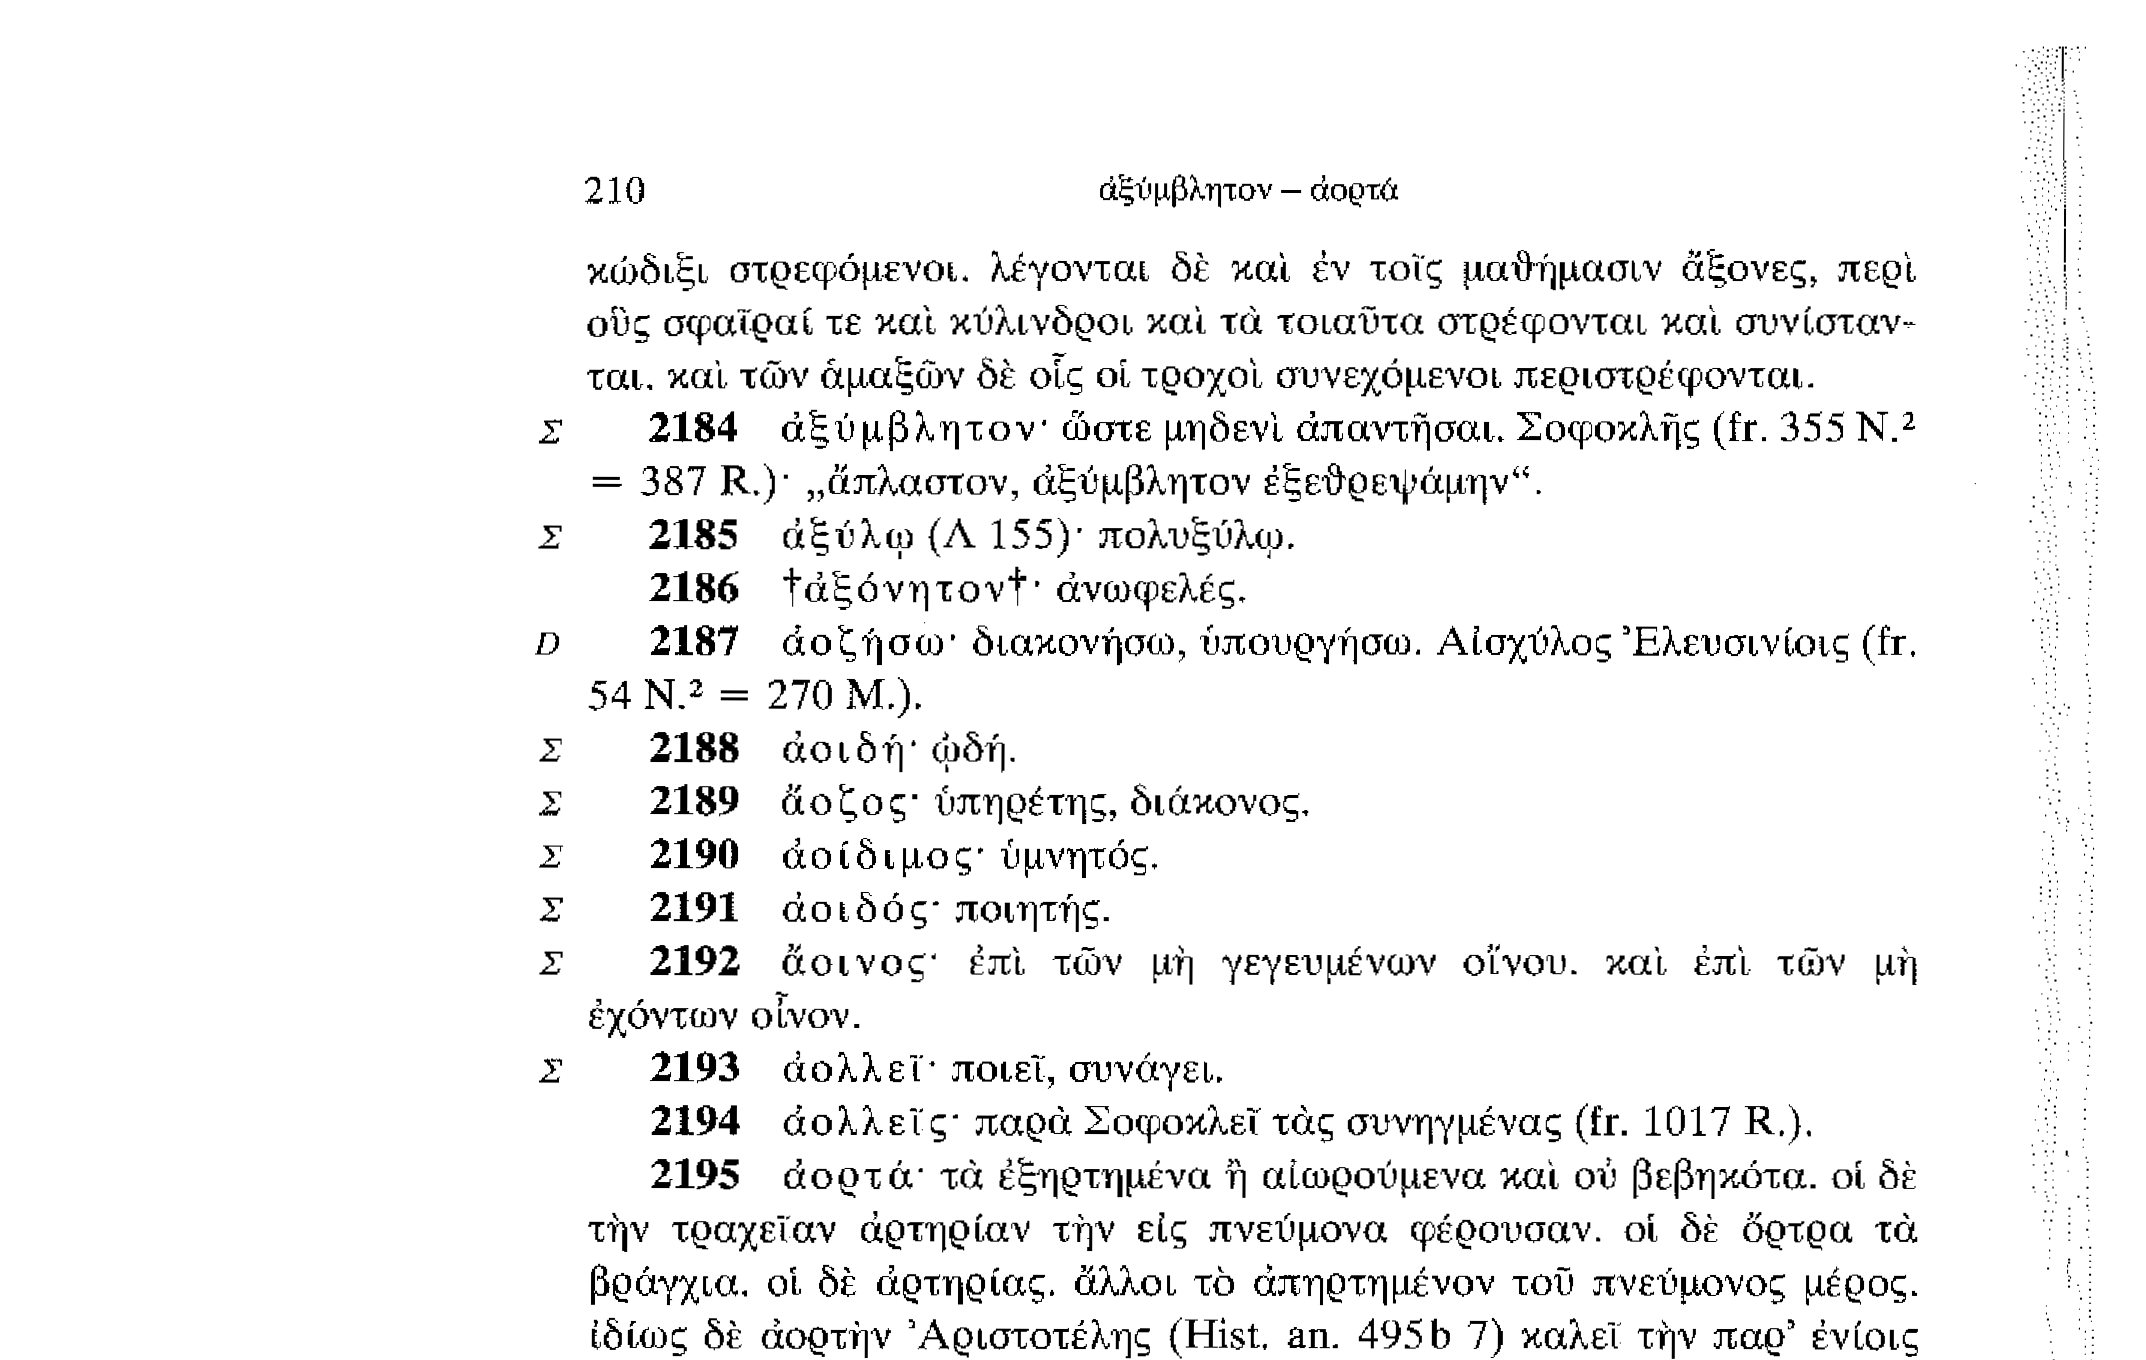 210 ἀξύμβλητον – ἀορτά
κώδιξι στρεφόμενοι. λέγονται δὲ καὶ ἐν τοῖς μαθήμασιν ἄξονες, περὶ
οὓς σφαῖραί τε καὶ κύλινδροι καὶ τὰ τοιαῦτα στρέφονται καὶ συνίσταν-
ται. καὶ τῶν ἁμαξῶν δὲ οἷς οἱ τροχοὶ συνεχόμενοι περιστρέφονται.
Σ 2184 ἀξύμβλητον· ὥστε μηδενὶ ἀπαντῆσαι. Σοφοκλῆς (fr. 355 N.²
= 387 R.)· „ἄπλαστον, ἀξύμβλητον ἐξεθρεψάμην“.
Σ 2185 ἀξύλῳ (Λ 155)· πολυξύλῳ.
2186 †ἀξόνητον†· ἀνωφελές.
D 2187 ἀοζήσω· διακονήσω, ὑπουργήσω. Αἰσχύλος Ἐλευσινίοις (fr.
54 N.² = 270 M.).
Σ 2188 ἀοιδή· ᾠδή.
Σ 2189 ἄοζος· ὑπηρέτης, διάκονος.
Σ 2190 ἀοίδιμος· ὑμνητός.
Σ 2191 ἀοιδός· ποιητής.
Σ 2192 ἄοινος· ἐπὶ τῶν μὴ γεγευμένων οἴνου. καὶ ἐπὶ τῶν μὴ
ἐχόντων οἶνον.
Σ 2193 ἀολλεῖ· ποιεῖ, συνάγει.
2194 ἀολλεῖς· παρὰ Σοφοκλεῖ τὰς συνηγμένας (fr. 1017 R.).
2195 ἀορτά· τὰ ἐξηρτημένα ἢ αἰωρούμενα καὶ οὐ βεβηκότα. οἱ δὲ
τὴν τραχεῖαν ἀρτηρίαν τὴν εἰς πνεύμονα φέρουσαν. οἱ δὲ ὄρτρα τὰ
βράγχια. οἱ δὲ ἀρτηρίας. ἄλλοι τὸ ἀπηρτημένον τοῦ πνεύμονος μέρος.
ἰδίως δὲ ἀορτὴν Ἀριστοτέλης (Hist. an. 495b 7) καλεῖ τὴν παρ’ ἐνίοις